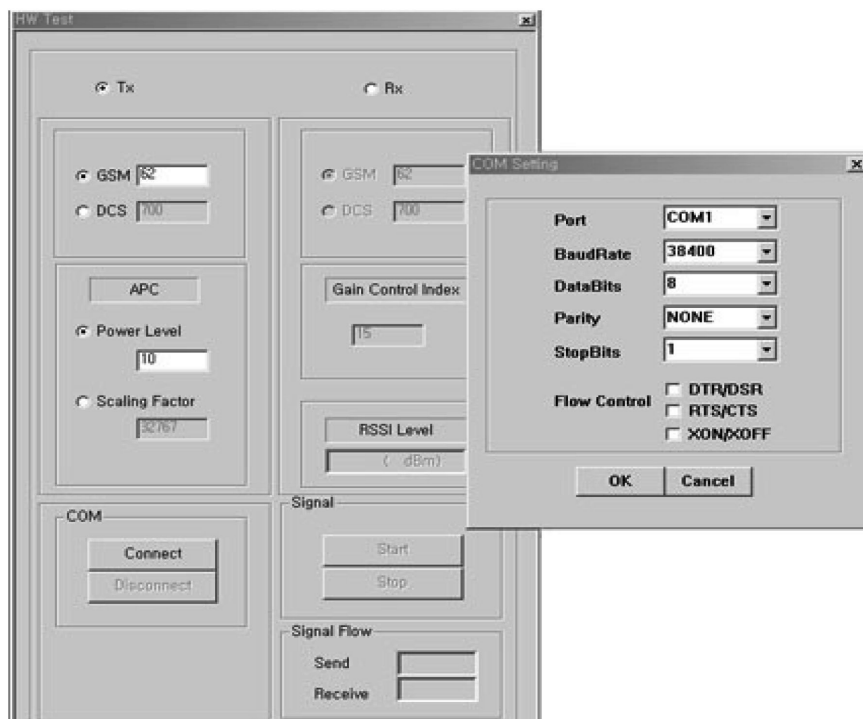 HW Test
Tx
Rx
GSM 62
DCS 700
APC
Power Level
10
Scaling Factor
32767
GSM 62
DCS 700
Gain Control Index
15
RSSI Level
( dBm)
COM
Connect
Disconnect
Signal
Start
Stop
Signal Flow
Send
Receive
COM Setting
Port COM1
BaudRate 38400
DataBits 8
Parity NONE
StopBits 1
Flow Control DTR/DSR
RTS/CTS
XON/XOFF
OK Cancel